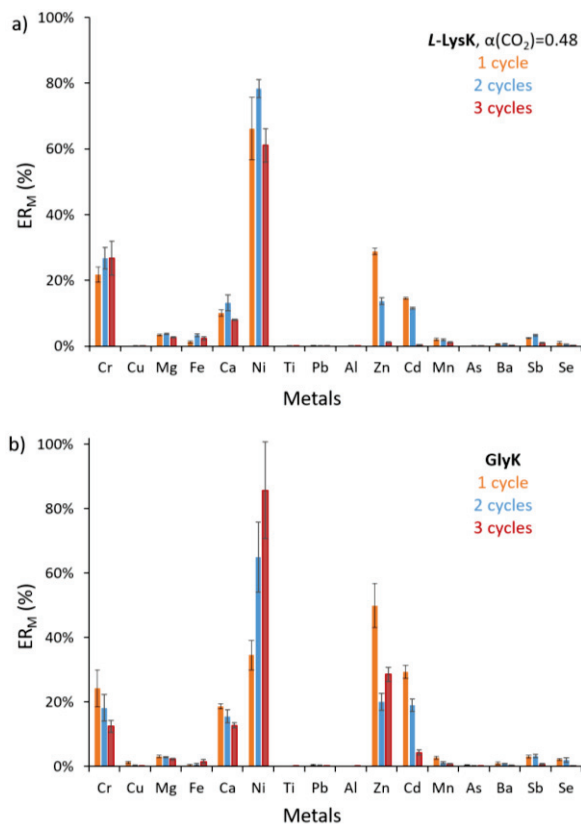 a)
L-LysK, α(CO₂)=0.48
1 cycle
2 cycles
3 cycles
100%
80%
60%
40%
20%
0%
ERM (%)
Cr Cu Mg Fe Ca Ni Ti Pb Al Zn Cd Mn As Ba Sb Se
Metals
b)
GlyK
1 cycle
2 cycles
3 cycles
100%
80%
60%
40%
20%
0%
ERM (%)
Cr Cu Mg Fe Ca Ni Ti Pb Al Zn Cd Mn As Ba Sb Se
Metals